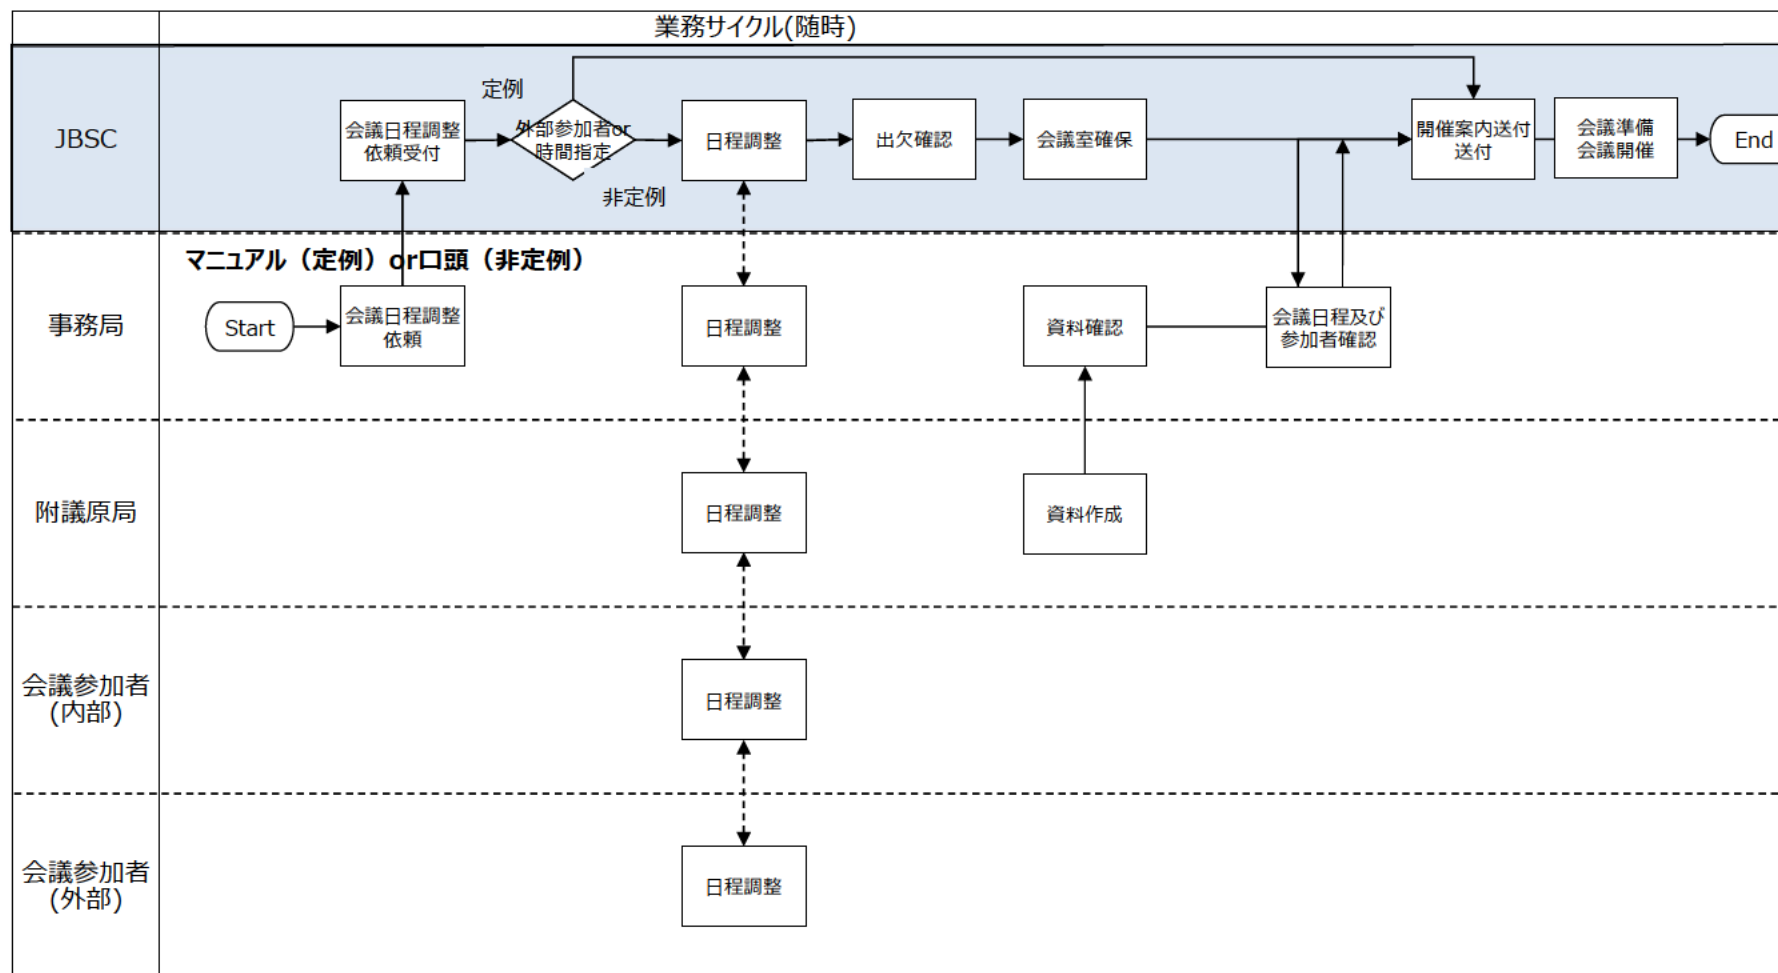 業務サイクル(随時)
JBSC
会議日程調整
依頼受付
定例
外部参加者or
時間指定
非定例
日程調整
出欠確認
会議室確保
開催案内送付
送付
会議準備
会議開催
End
事務局
マニュアル（定例）or口頭（非定例）
Start
会議日程調整
依頼
日程調整
資料確認
会議日程及び
参加者確認
附議原局
日程調整
資料作成
会議参加者
(内部)
日程調整
会議参加者
(外部)
日程調整